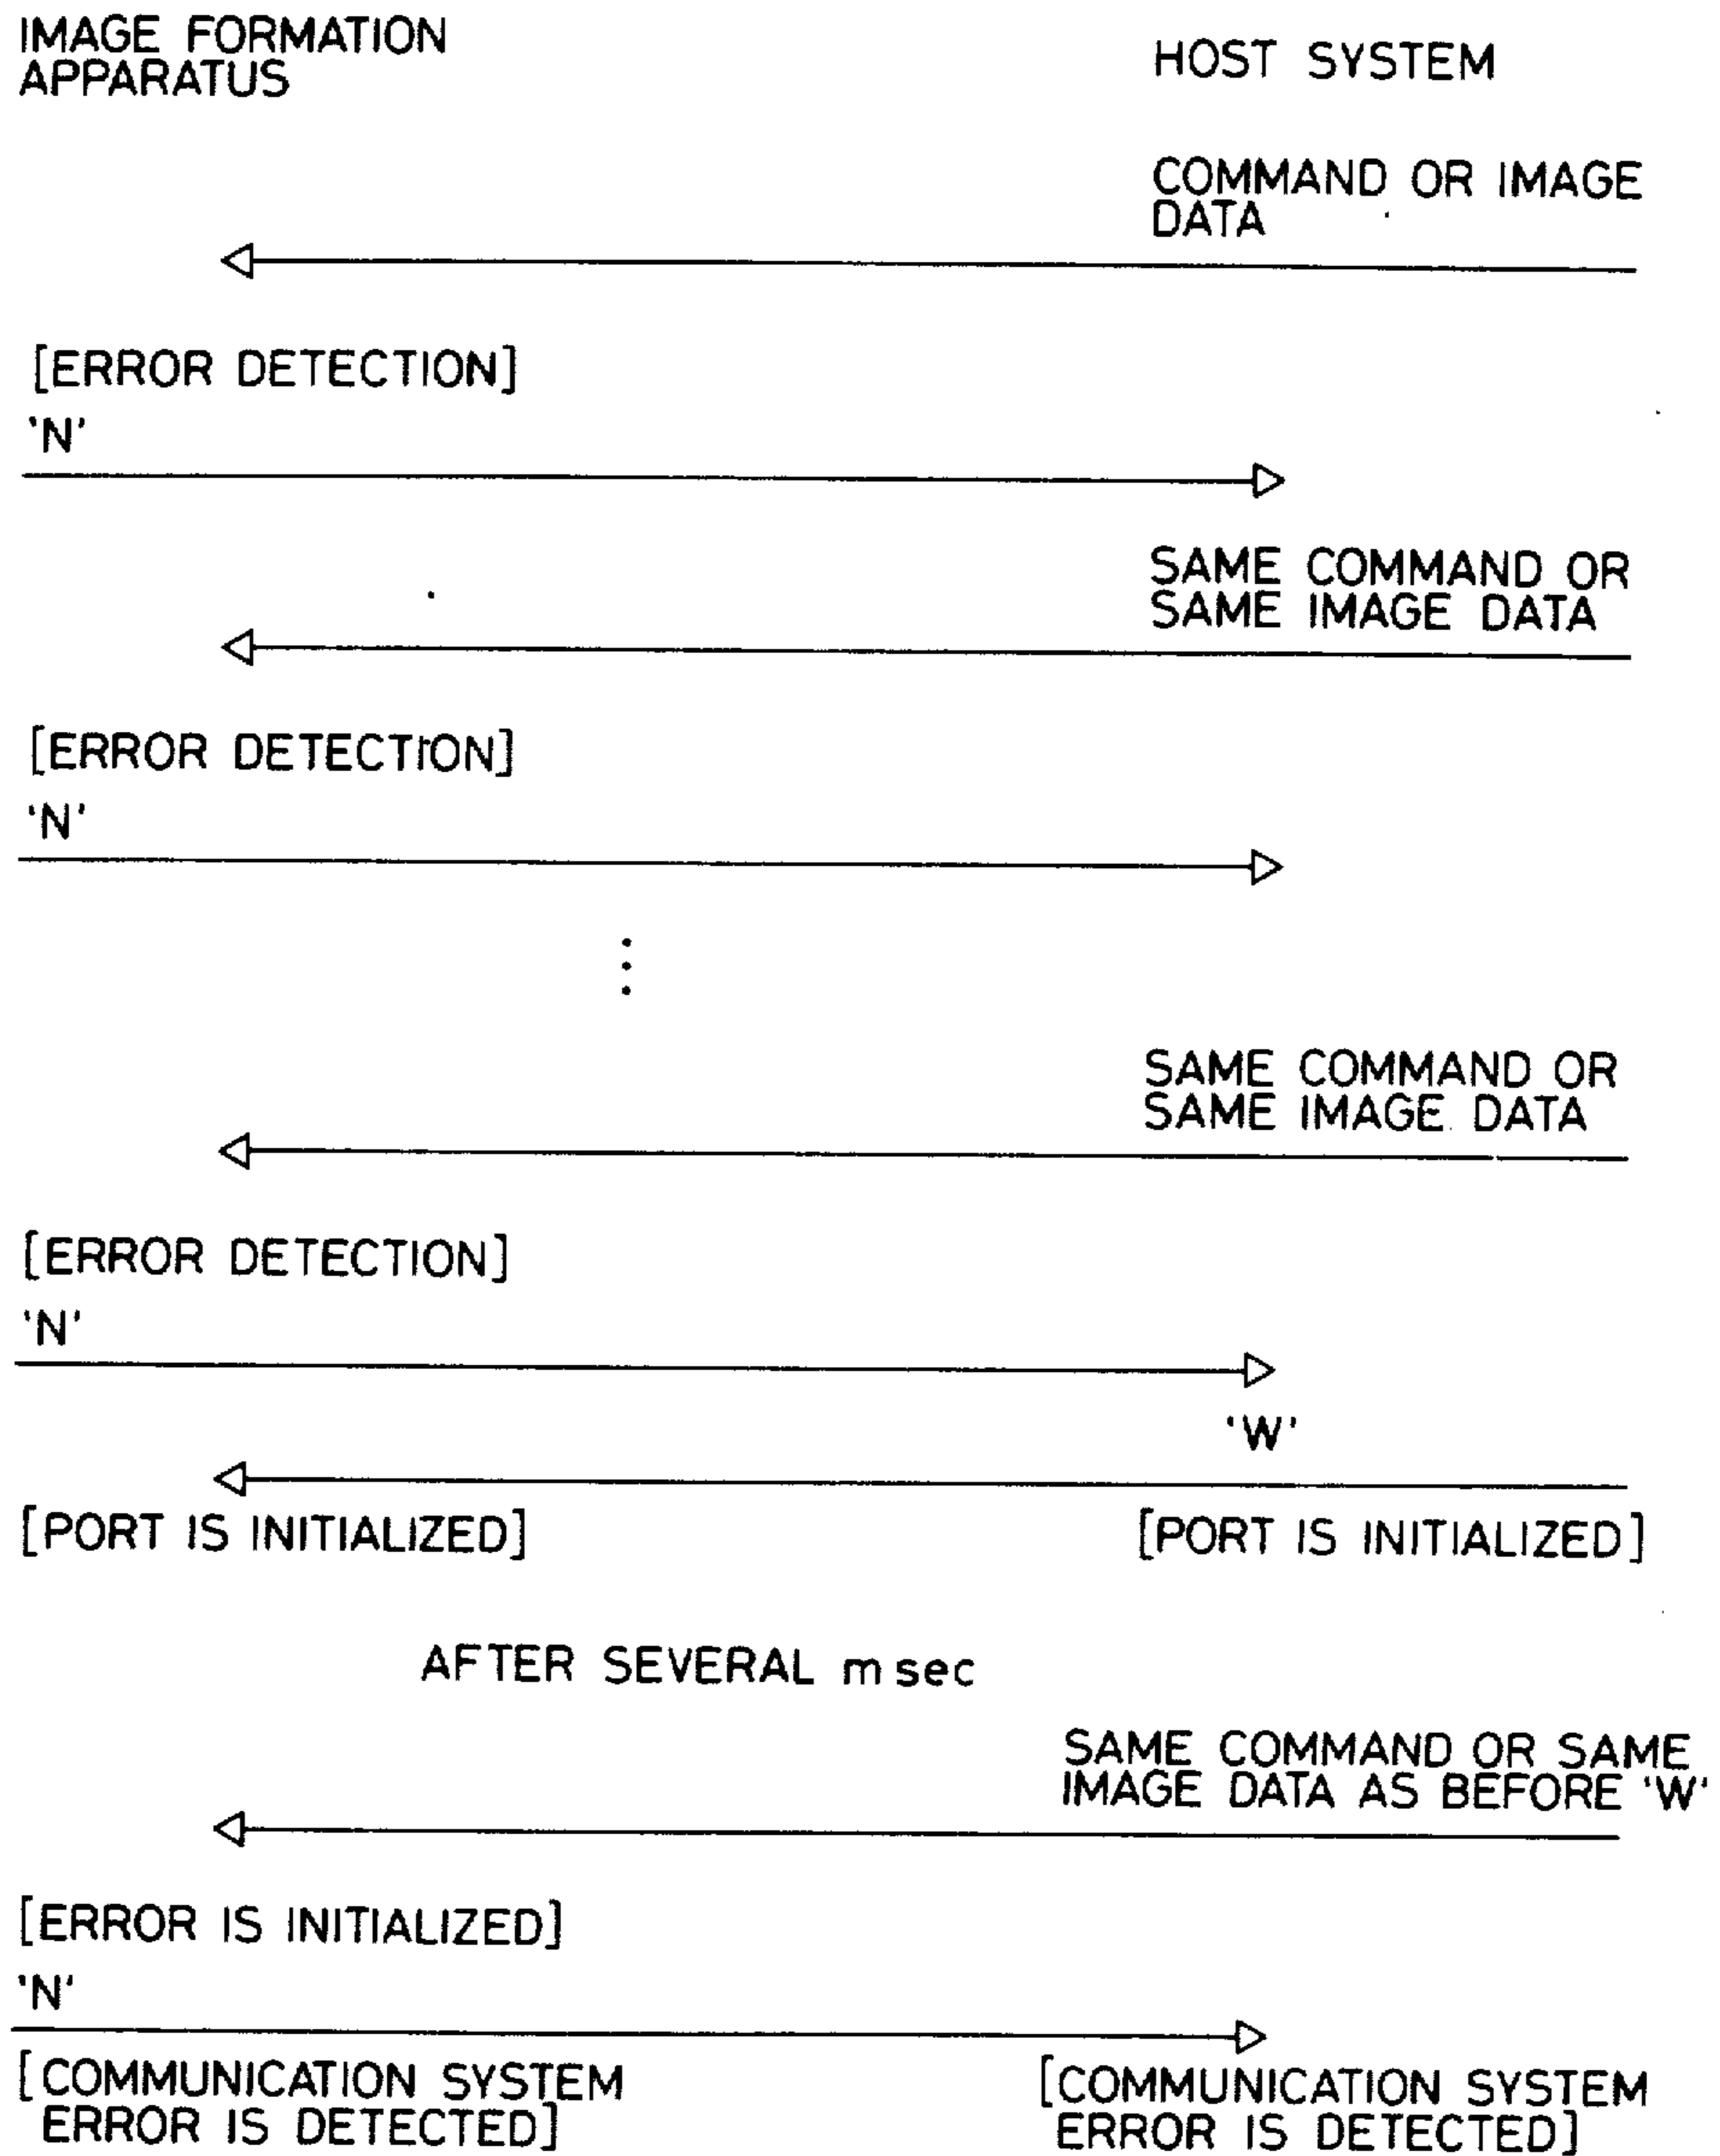 IMAGE FORMATION
APPARATUS
HOST SYSTEM
COMMAND OR IMAGE
DATA
[ERROR DETECTION]
'N'
SAME COMMAND OR
SAME IMAGE DATA
[ERROR DETECTION]
'N'
SAME COMMAND OR
SAME IMAGE DATA
[ERROR DETECTION]
'N'
'W'
[PORT IS INITIALIZED]
[PORT IS INITIALIZED]
AFTER SEVERAL msec
SAME COMMAND OR SAME
IMAGE DATA AS BEFORE 'W'
[ERROR IS INITIALIZED]
'N'
[COMMUNICATION SYSTEM
ERROR IS DETECTED]
[COMMUNICATION SYSTEM
ERROR IS DETECTED]